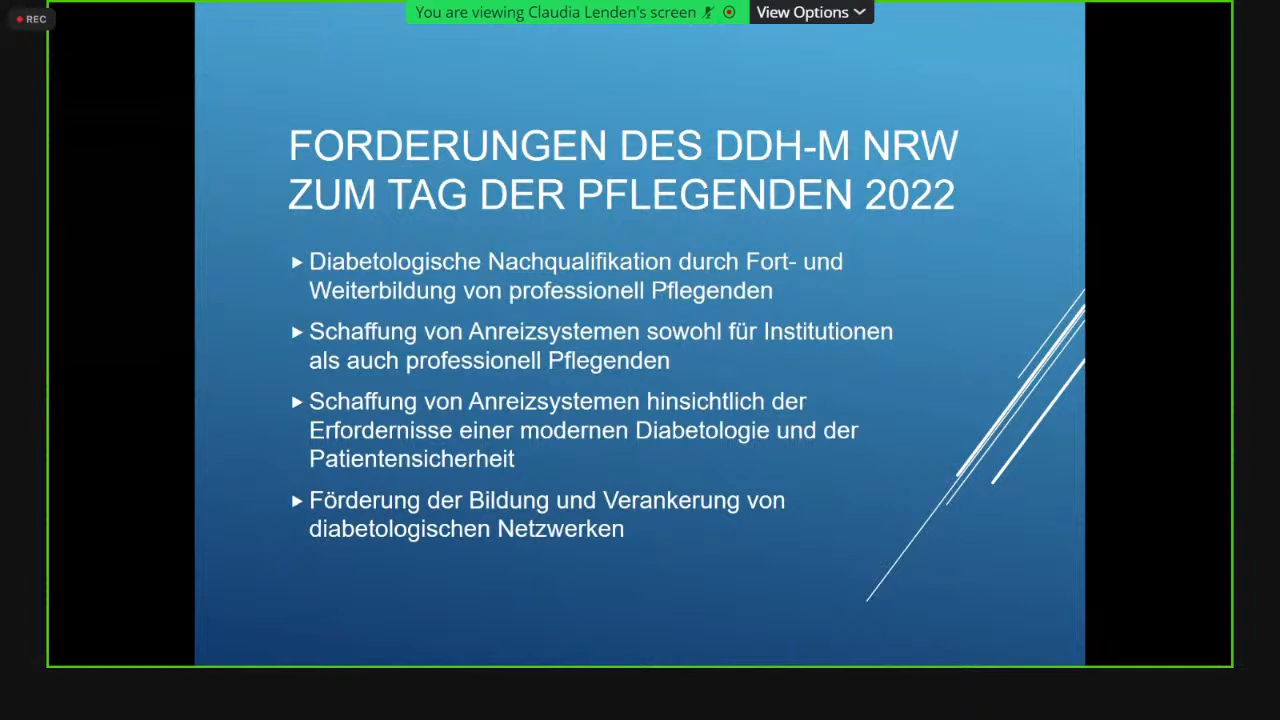 REC
You are viewing Claudia Lenden's screen
View Options
FORDERUNGEN DES DDH-M NRW
ZUM TAG DER PFLEGENDEN 2022
Diabetologische Nachqualifikation durch Fort- und
Weiterbildung von professionell Pflegenden
Schaffung von Anreizsystemen sowohl für Institutionen
als auch professionell Pflegenden
Schaffung von Anreizsystemen hinsichtlich der
Erfordernisse einer modernen Diabetologie und der
Patientensicherheit
Förderung der Bildung und Verankerung von
diabetologischen Netzwerken